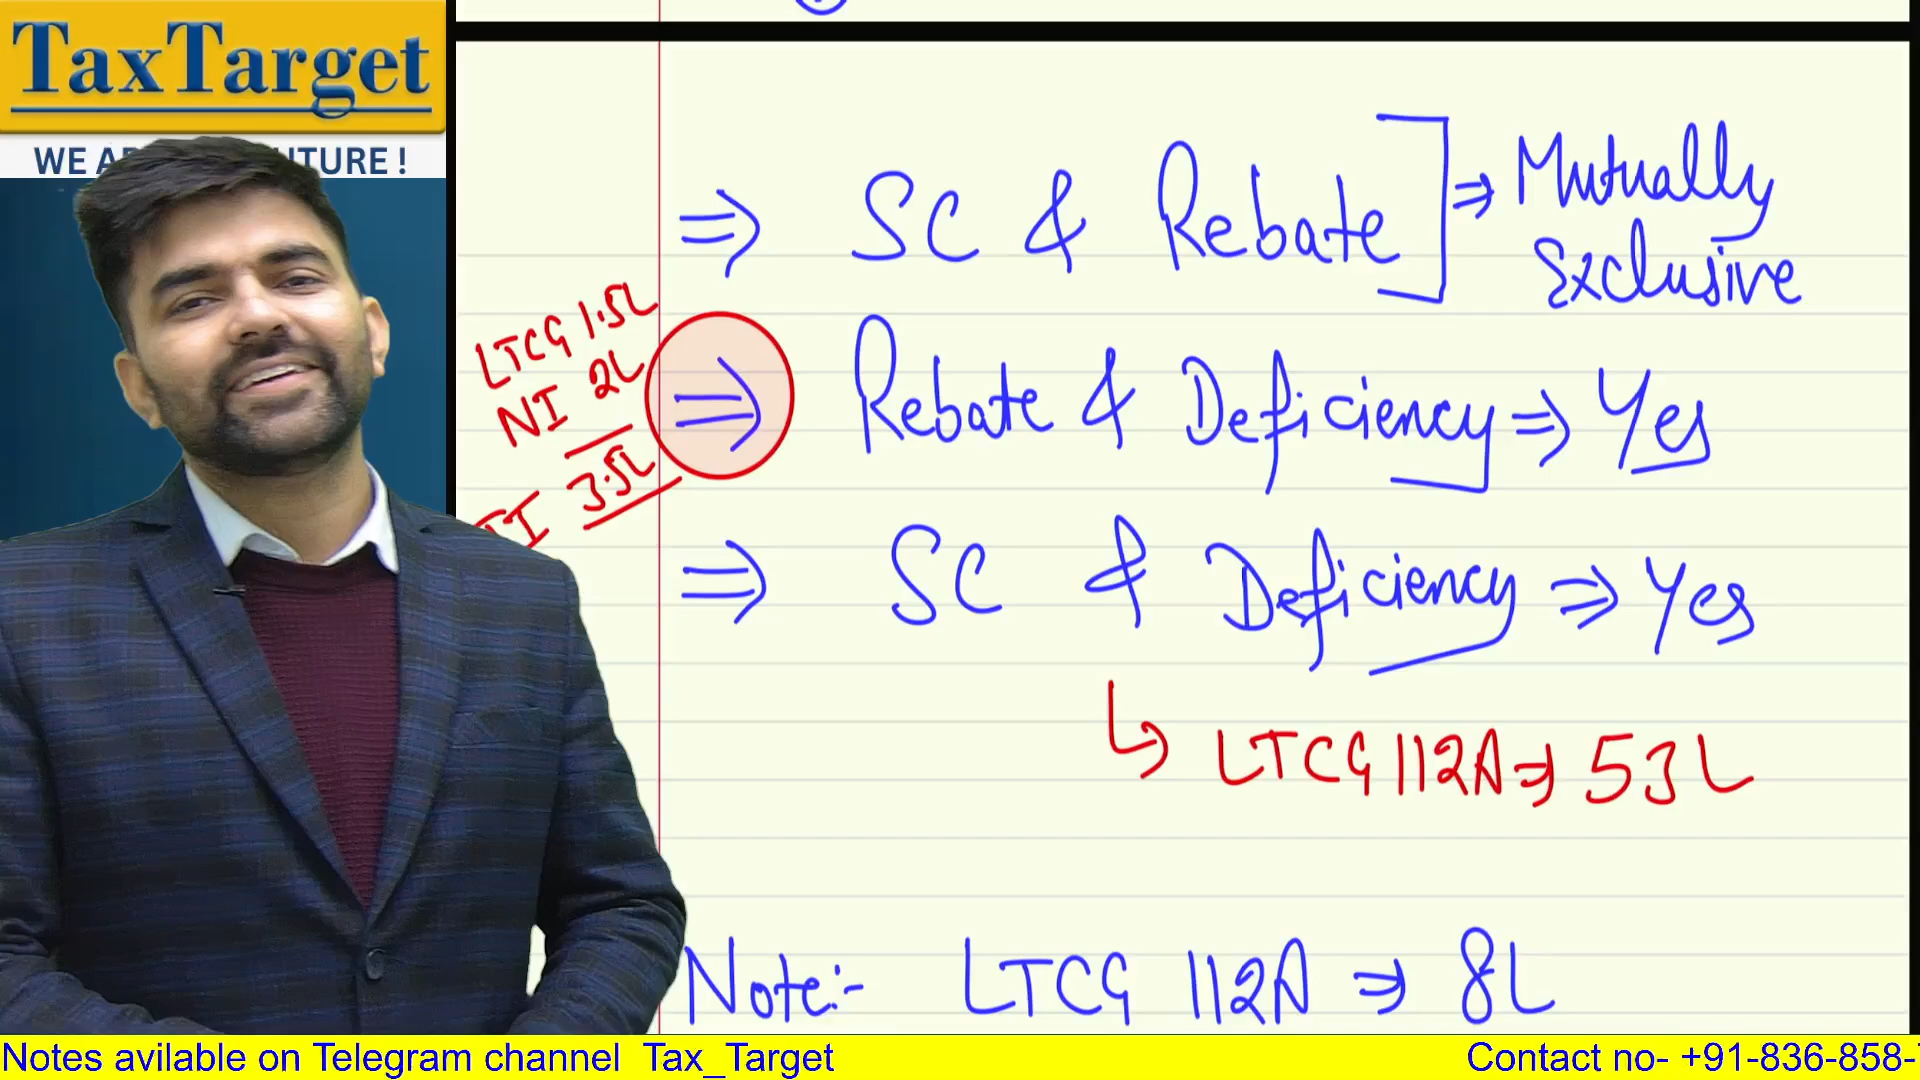 TaxTarget
WE ARE FUTURE !
⇒ SC & Rebate ] ⇒ Mutually Exclusive
LTCG 1.5L
NI 2L
TI 3.5L
⇒ Rebate & Deficiency ⇒ Yes
⇒ SC & Deficiency ⇒ Yes
↳ LTCG 112A ⇒ 53L
Note:- LTCG 112A ⇒ 8L
Notes avilable on Telegram channel Tax_Target
Contact no- +91-836-858-